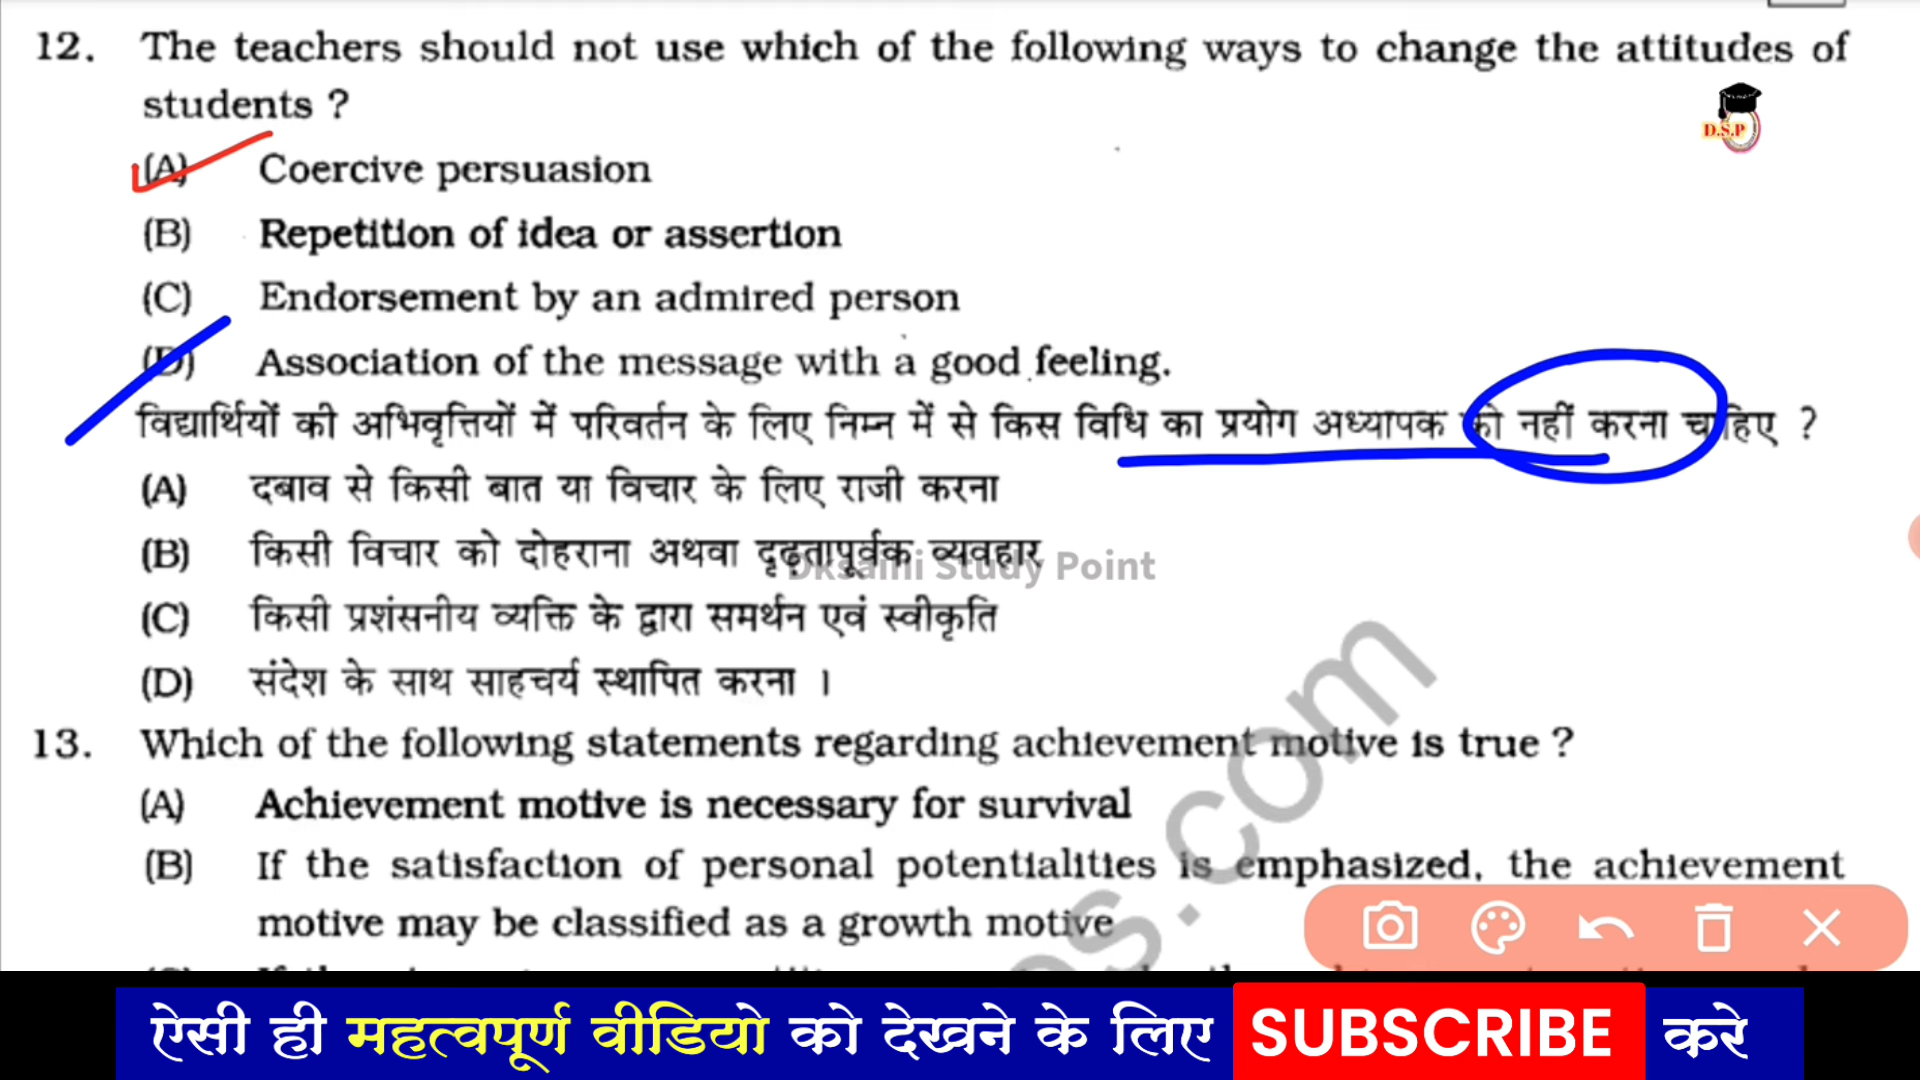 12. The teachers should not use which of the following ways to change the attitudes of
students ?
D.S.P
(A) Coercive persuasion
(B) Repetition of idea or assertion
(C) Endorsement by an admired person
(D) Association of the message with a good feeling.
विद्यार्थियों की अभिवृत्तियों में परिवर्तन के लिए निम्न में से किस विधि का प्रयोग अध्यापक को नहीं करना चाहिए ?
(A) दबाव से किसी बात या विचार के लिए राजी करना
(B) किसी विचार को दोहराना अथवा दृढ़तापूर्वक व्यवहार
Dksaini Study Point
(C) किसी प्रशंसनीय व्यक्ति के द्वारा समर्थन एवं स्वीकृति
(D) संदेश के साथ साहचर्य स्थापित करना ।
13. Which of the following statements regarding achievement motive is true ?
(A) Achievement motive is necessary for survival
(B) If the satisfaction of personal potentialities is emphasized, the achievement
motive may be classified as a growth motive
s.com
ऐसी ही महत्वपूर्ण वीडियो को देखने के लिए SUBSCRIBE करे